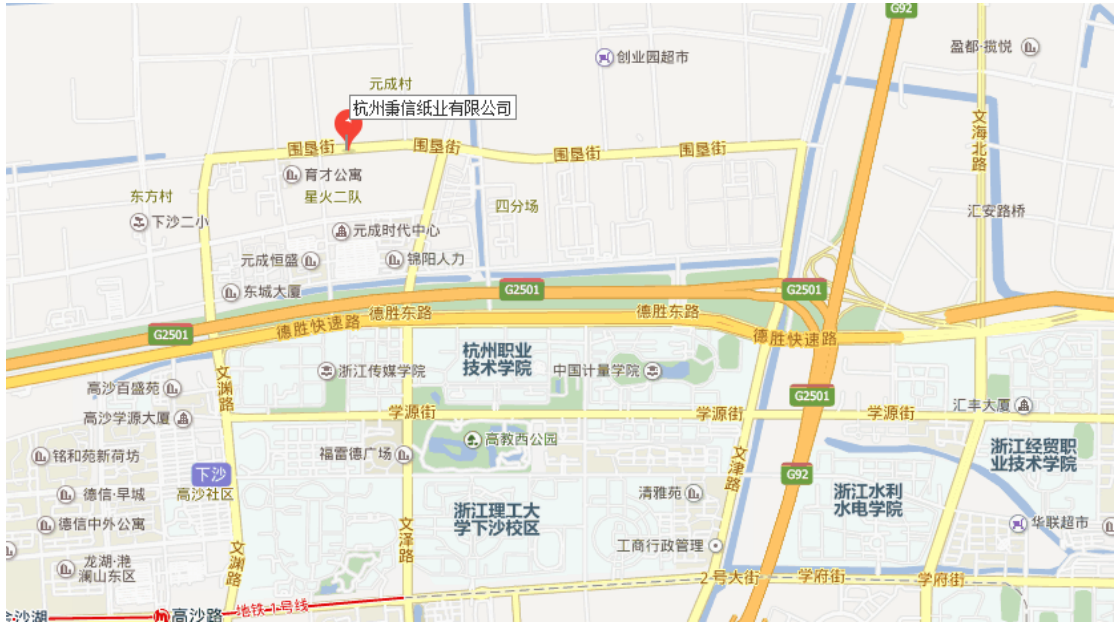 G92
盈都·揽悦
创业园超市
元成村
杭州秉信纸业有限公司
文海北路
围垦街
围垦街
围垦街
围垦街
育才公寓
星火二队
东方村
下沙二小
四分场
汇安路桥
元成时代中心
元成恒盛
锦阳人力
东城大厦
G2501
G2501
G2501
德胜东路
德胜东路
德胜快速路
德胜快速路
杭州职业
技术学院
浙江传媒学院
中国计量学院
文渊路
高沙百盛苑
G2501
高沙学源大厦
学源街
学源街
学源街
汇丰大厦
高教西公园
福雷德广场
铭和苑新荷坊
浙江经贸职
业技术学院
下沙
高沙社区
G92
文津路
德信·早城
清雅苑
浙江水利
水电学院
浙江理工大
学下沙校区
德信中外公寓
华联超市
文渊路
文泽路
工商行政管理
龙湖·滟
澜山东区
2号大街
学府街
学府街
沙湖
高沙路
地铁1号线